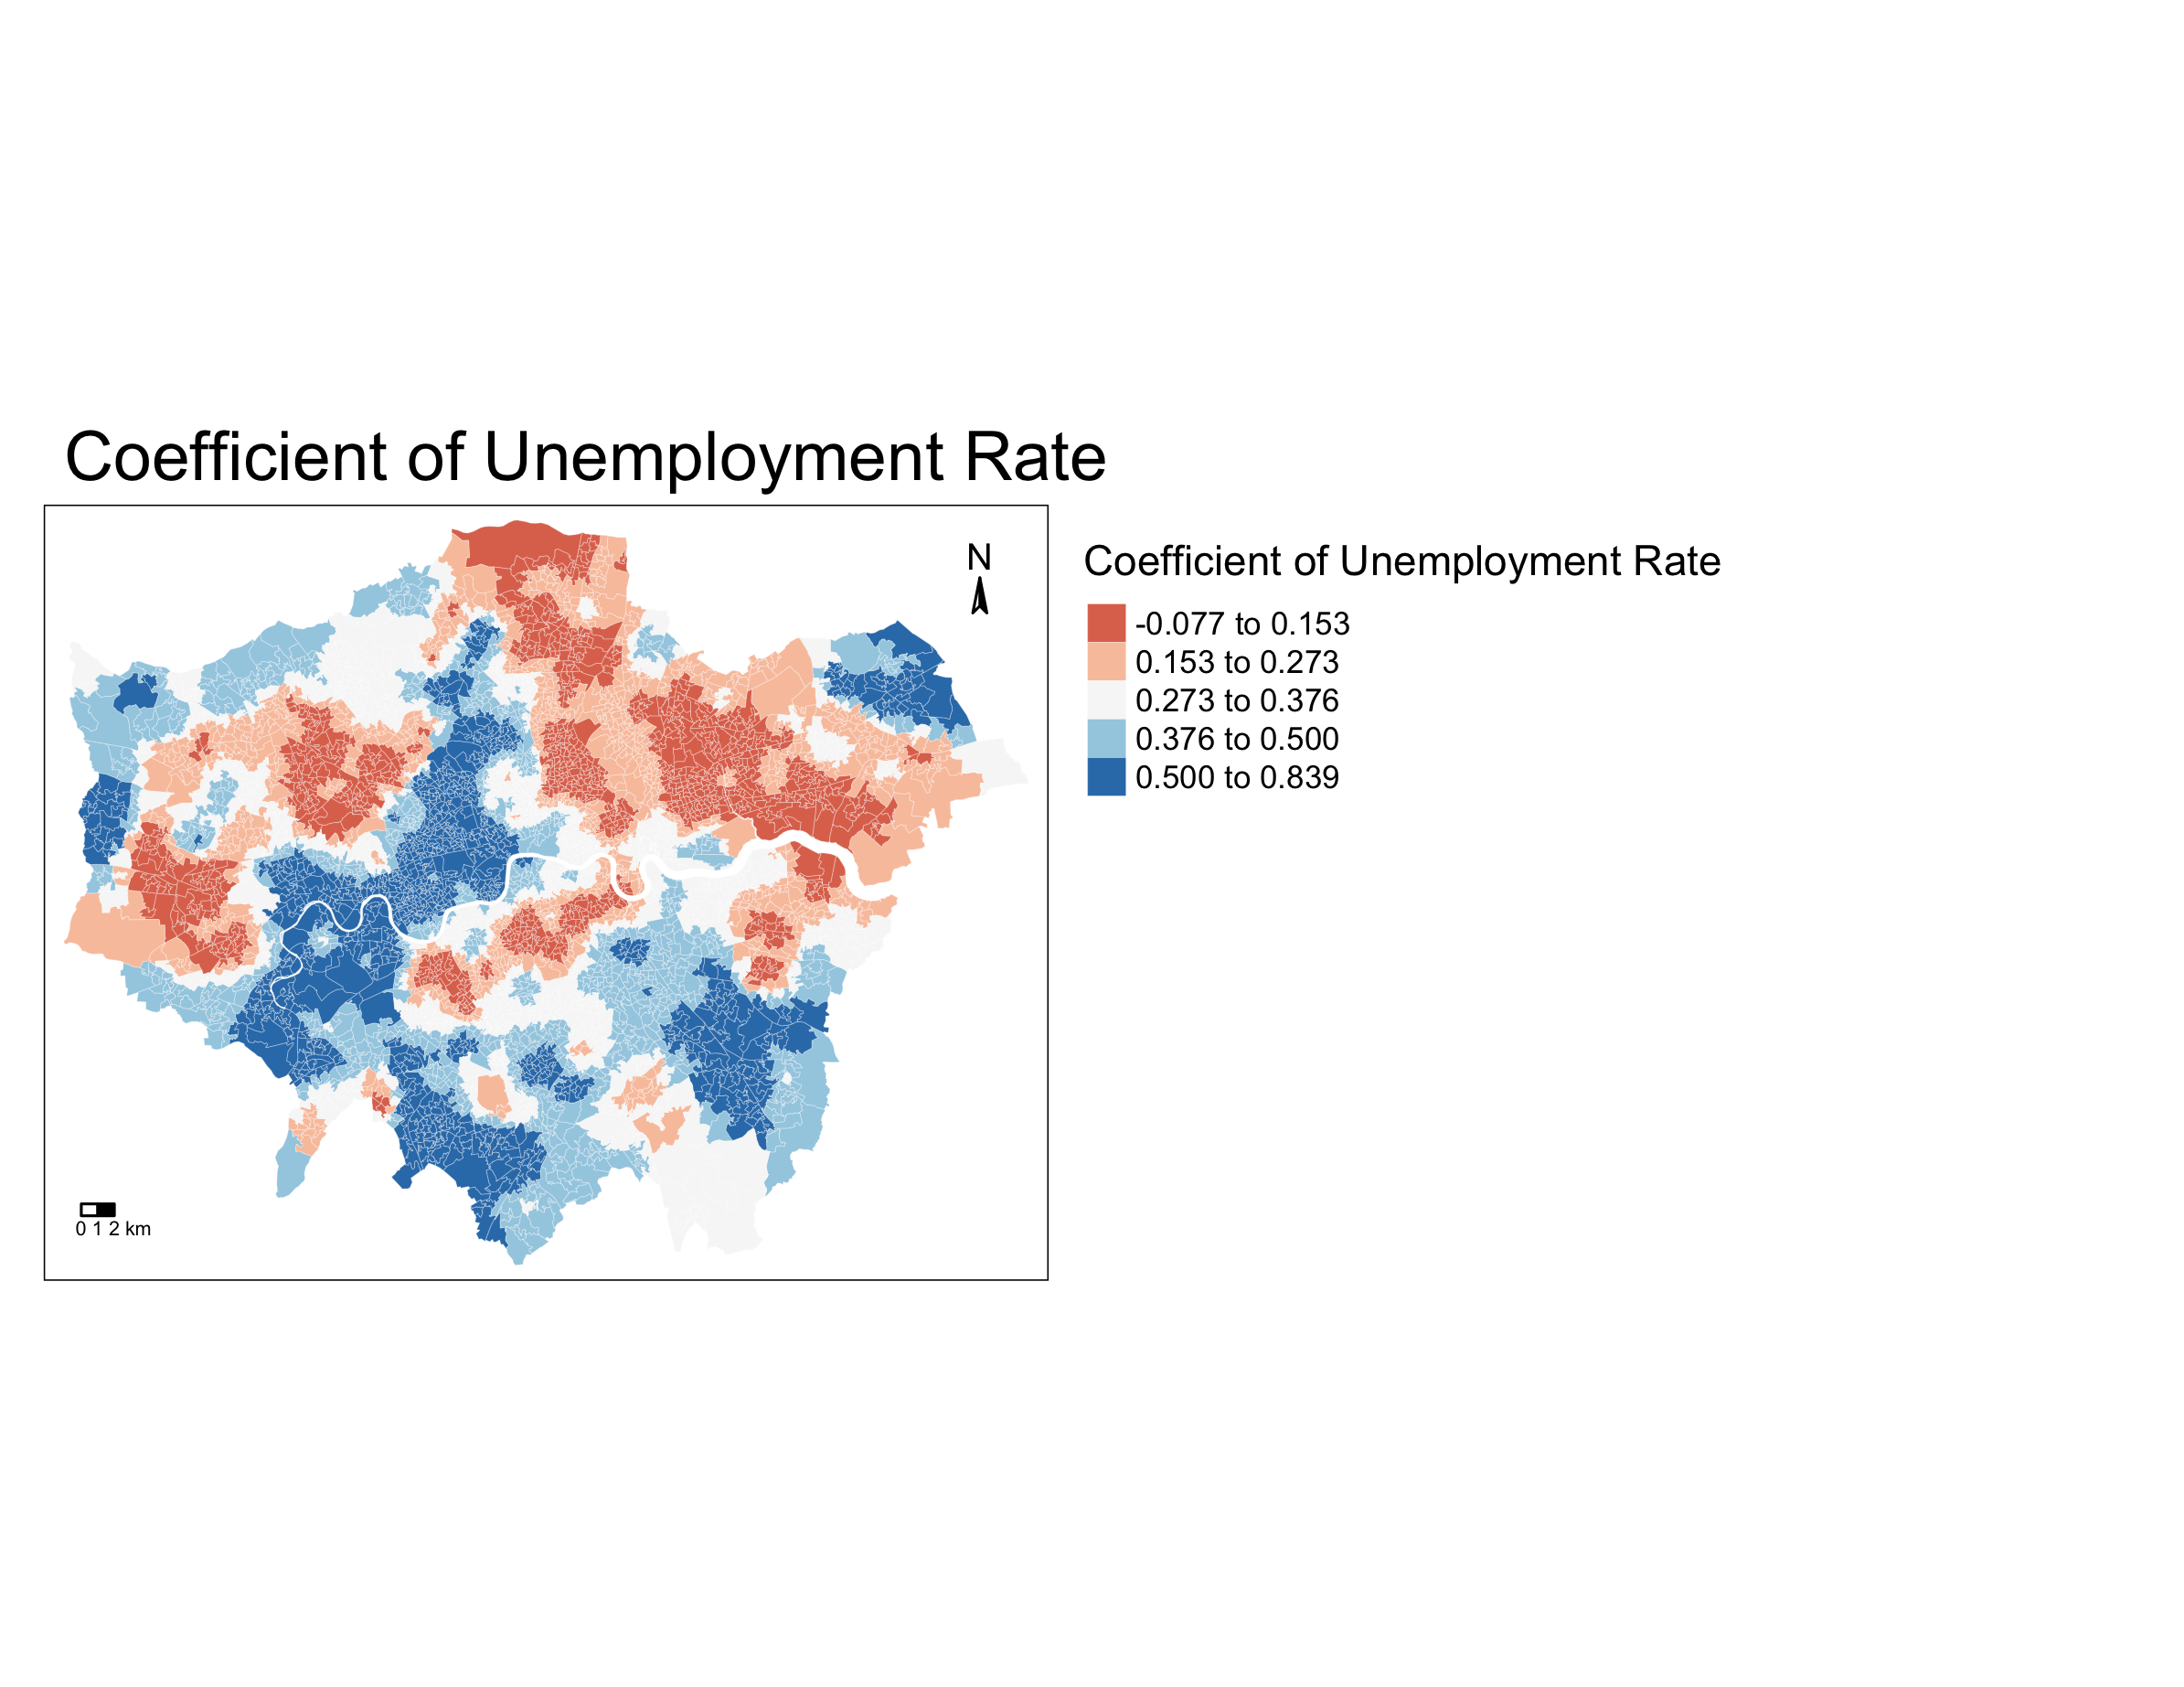 Coefficient of Unemployment Rate
N
Coefficient of Unemployment Rate
-0.077 to 0.153
0.153 to 0.273
0.273 to 0.376
0.376 to 0.500
0.500 to 0.839
0 1 2 km